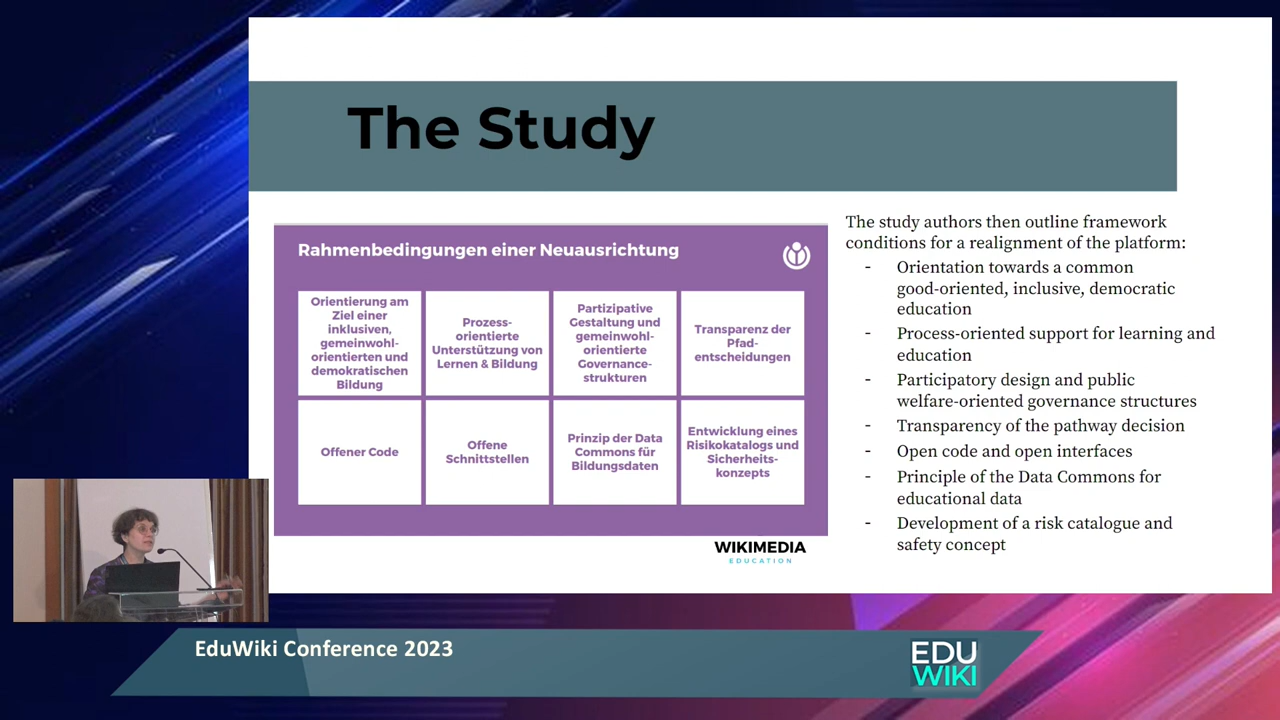 The Study
Rahmenbedingungen einer Neuausrichtung
Orientierung am
Ziel einer
inklusiven,
gemeinwohl-
orientierten und
demokratischen
Bildung
Prozess-
orientierte
Unterstützung von
Lernen & Bildung
Partizipative
Gestaltung und
gemeinwohl-
orientierte
Governance-
strukturen
Transparenz der
Pfad-
entscheidungen
Offener Code
Offene
Schnittstellen
Prinzip der Data
Commons für
Bildungsdaten
Entwicklung eines
Risikokatalogs und
Sicherheits-
konzepts
WIKIMEDIA
EDUCATION
The study authors then outline framework
conditions for a realignment of the platform:
- Orientation towards a common
good-oriented, inclusive, democratic
education
- Process-oriented support for learning and
education
- Participatory design and public
welfare-oriented governance structures
- Transparency of the pathway decision
- Open code and open interfaces
- Principle of the Data Commons for
educational data
- Development of a risk catalogue and
safety concept
EduWiki Conference 2023
EDU
WIKI